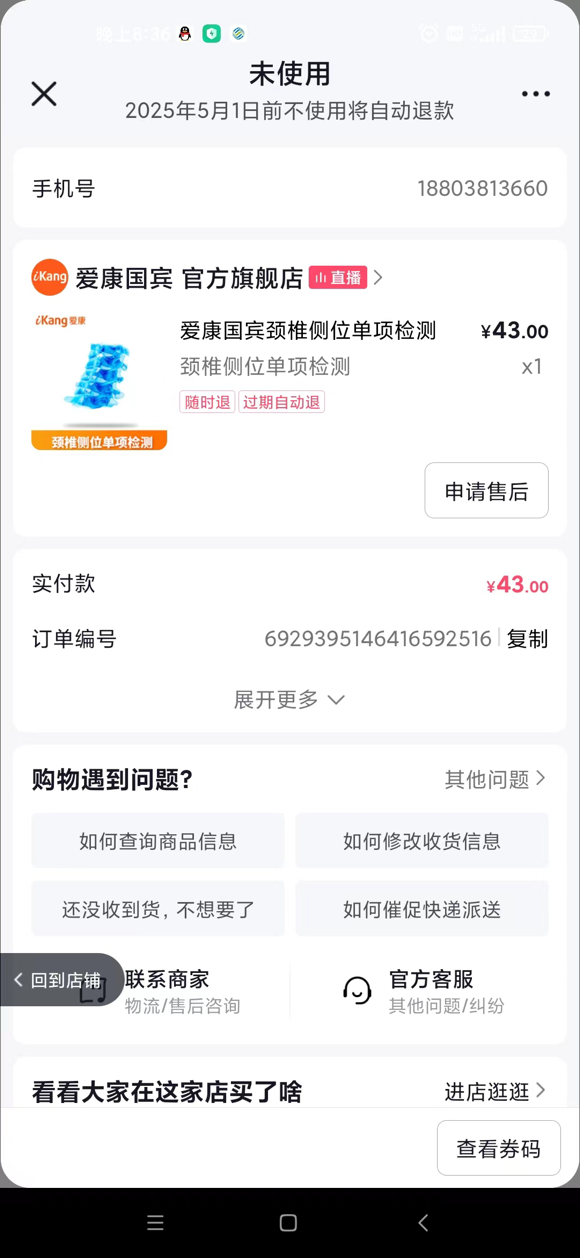 晚上8:36
未使用
2025年5月1日前不使用将自动退款
手机号
18803813660
iKang 爱康国宾 官方旗舰店 直播
iKang爱康
爱康国宾颈椎侧位单项检测 ¥43.00
颈椎侧位单项检测 x1
随时退 过期自动退
颈椎侧位单项检测
申请售后
实付款 ¥43.00
订单编号 6929395146416592516 复制
展开更多
购物遇到问题? 其他问题
如何查询商品信息 如何修改收货信息
还没收到货，不想要了 如何催促快递派送
回到店铺 联系商家 官方客服
物流/售后咨询 其他问题/纠纷
看看大家在这家店买了啥 进店逛逛
查看券码